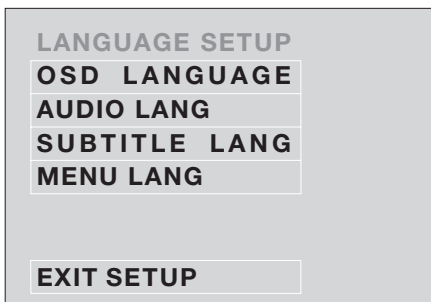 LANGUAGE SETUP
OSD LANGUAGE
AUDIO LANG
SUBTITLE LANG
MENU LANG
EXIT SETUP